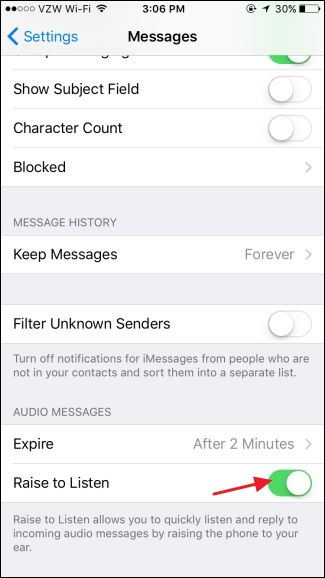 VZW Wi-Fi 3:06 PM 30%
Settings Messages
Show Subject Field
Character Count
Blocked
MESSAGE HISTORY
Keep Messages Forever
Filter Unknown Senders
Turn off notifications for iMessages from people who are
not in your contacts and sort them into a separate list.
AUDIO MESSAGES
Expire After 2 Minutes
Raise to Listen
Raise to Listen allows you to quickly listen and reply to
incoming audio messages by raising the phone to your
ear.